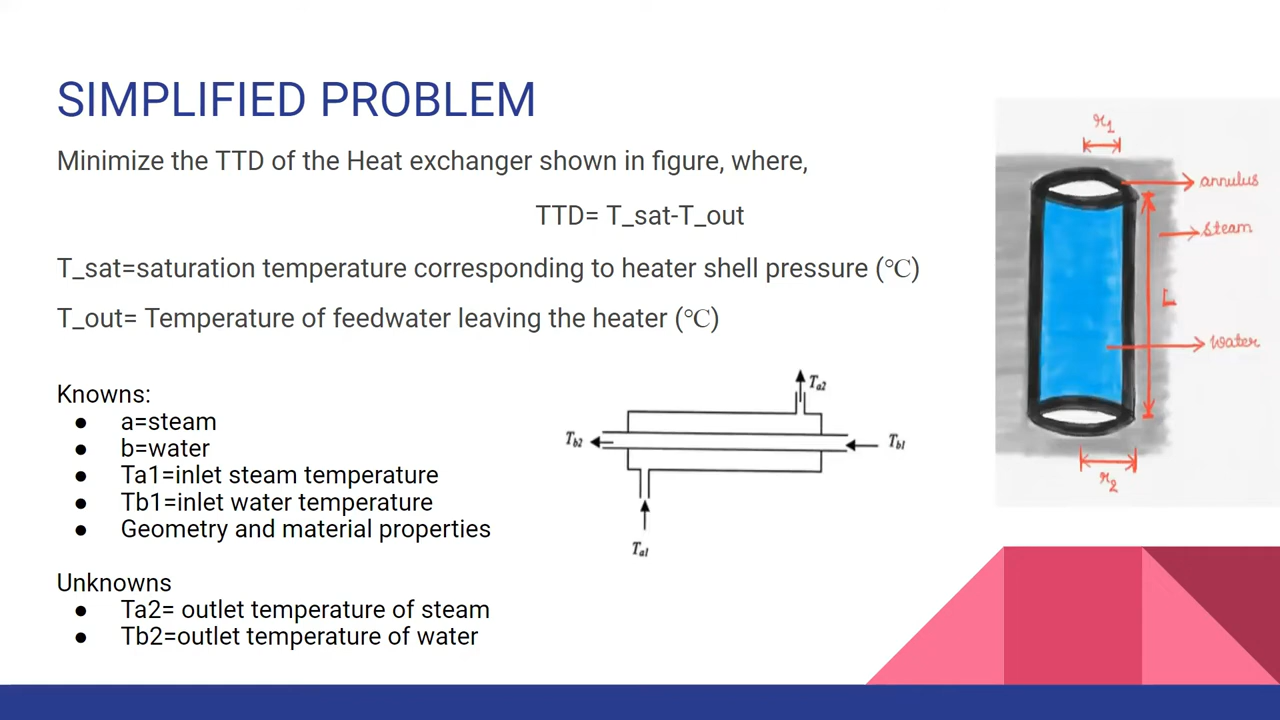 SIMPLIFIED PROBLEM
Minimize the TTD of the Heat exchanger shown in figure, where,
TTD= T_sat-T_out
T_sat=saturation temperature corresponding to heater shell pressure (℃)
T_out= Temperature of feedwater leaving the heater (℃)
Knowns:
● a=steam
● b=water
● Ta1=inlet steam temperature
● Tb1=inlet water temperature
● Geometry and material properties
Unknowns
● Ta2= outlet temperature of steam
● Tb2=outlet temperature of water
Ta2
Tb2
Tb1
Ta1
r1
annulus
steam
L
water
r2